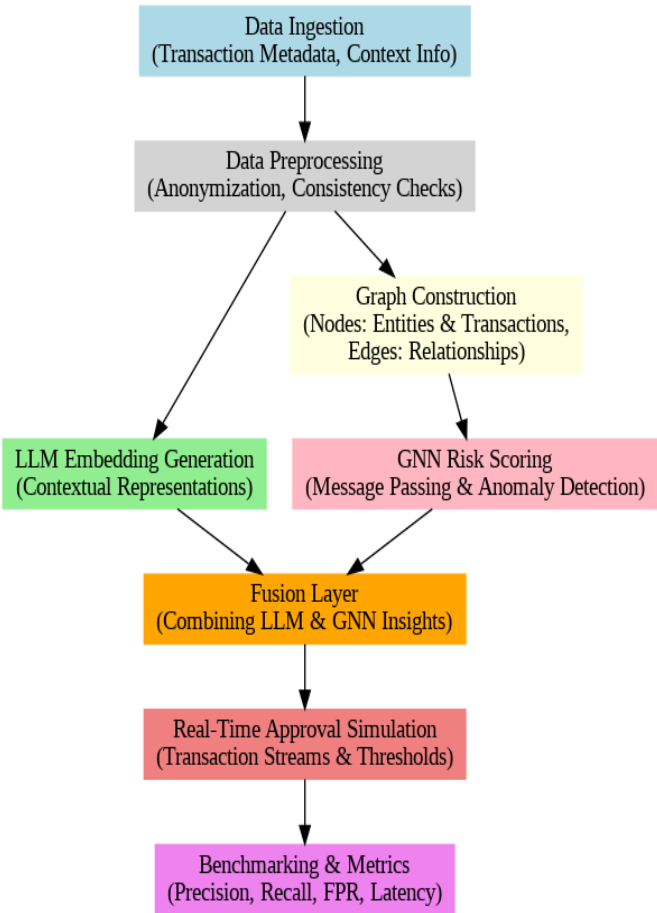 Data Ingestion
(Transaction Metadata, Context Info)
Data Preprocessing
(Anonymization, Consistency Checks)
Graph Construction
(Nodes: Entities & Transactions,
Edges: Relationships)
LLM Embedding Generation
(Contextual Representations)
GNN Risk Scoring
(Message Passing & Anomaly Detection)
Fusion Layer
(Combining LLM & GNN Insights)
Real-Time Approval Simulation
(Transaction Streams & Thresholds)
Benchmarking & Metrics
(Precision, Recall, FPR, Latency)